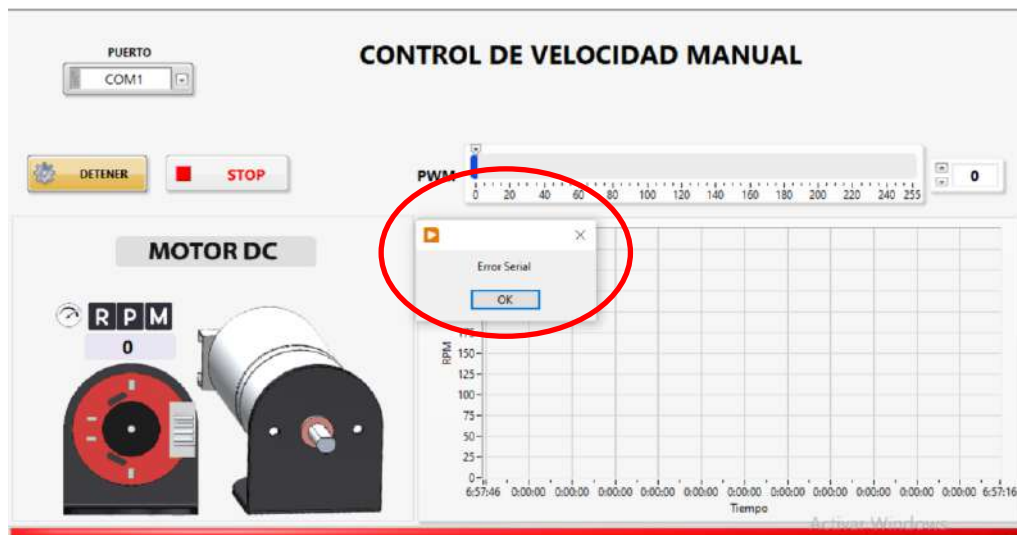 PUERTO
COM1
CONTROL DE VELOCIDAD MANUAL
DETENER
STOP
PWM
0 20 40 60 80 100 120 140 160 180 200 220 240 255
0
MOTOR DC
RPM
0
Error Serial
OK
RPM
175
150
125
100
75
50
25
0
6:57:46 0:00:00 0:00:00 0:00:00 0:00:00 0:00:00 0:00:00 0:00:00 0:00:00 0:00:00 0:00:00 0:00:00 6:57:16
Tiempo
Activar Windows